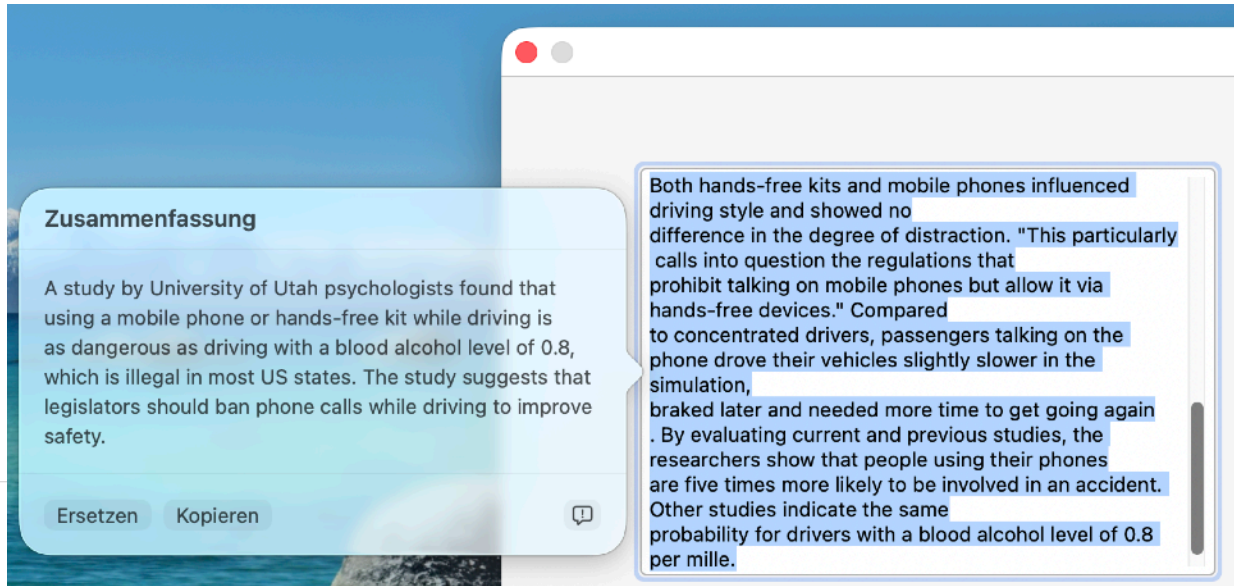 Zusammenfassung
A study by University of Utah psychologists found that
using a mobile phone or hands-free kit while driving is
as dangerous as driving with a blood alcohol level of 0.8,
which is illegal in most US states. The study suggests that
legislators should ban phone calls while driving to improve
safety.
Ersetzen Kopieren
Both hands-free kits and mobile phones influenced
driving style and showed no
difference in the degree of distraction. "This particularly
calls into question the regulations that
prohibit talking on mobile phones but allow it via
hands-free devices." Compared
to concentrated drivers, passengers talking on the
phone drove their vehicles slightly slower in the
simulation,
braked later and needed more time to get going again
. By evaluating current and previous studies, the
researchers show that people using their phones
are five times more likely to be involved in an accident.
Other studies indicate the same
probability for drivers with a blood alcohol level of 0.8
per mille.